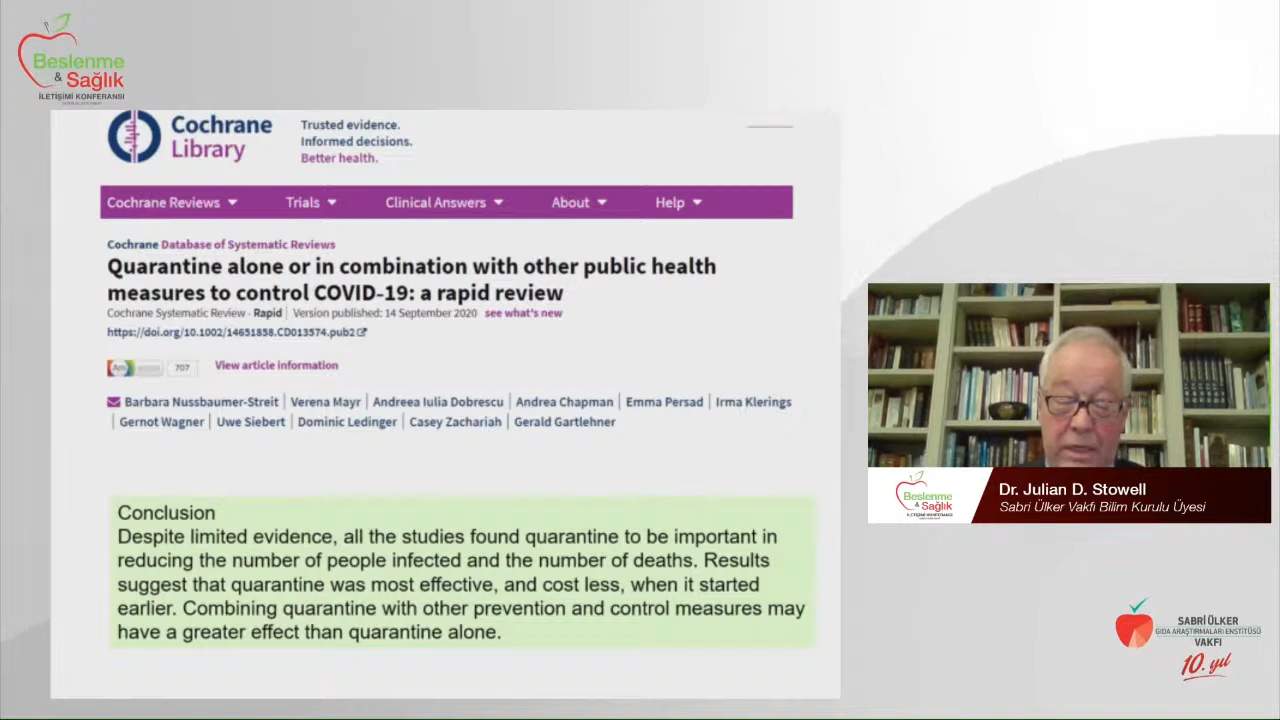 Beslenme
& Sağlık
İLETİŞİMİ KONFERANSI
Cochrane
Library
Trusted evidence.
Informed decisions.
Better health.
Cochrane Reviews Trials Clinical Answers About Help
Cochrane Database of Systematic Reviews
Quarantine alone or in combination with other public health
measures to control COVID-19: a rapid review
Cochrane Systematic Review - Rapid | Version published: 14 September 2020 see what's new
https://doi.org/10.1002/14651858.CD013574.pub2
Am 707 View article information
Barbara Nussbaumer-Streit | Verena Mayr | Andreea Iulia Dobrescu | Andrea Chapman | Emma Persad | Irma Klerings
| Gernot Wagner | Uwe Siebert | Dominic Ledinger | Casey Zachariah | Gerald Gartlehner
Conclusion
Despite limited evidence, all the studies found quarantine to be important in
reducing the number of people infected and the number of deaths. Results
suggest that quarantine was most effective, and cost less, when it started
earlier. Combining quarantine with other prevention and control measures may
have a greater effect than quarantine alone.
Beslenme
& Sağlık
İLETİŞİMİ KONFERANSI
Dr. Julian D. Stowell
Sabri Ülker Vakfı Bilim Kurulu Üyesi
SABRİ ÜLKER
GIDA ARAŞTIRMALARI ENSTİTÜSÜ
VAKFI
10. yıl